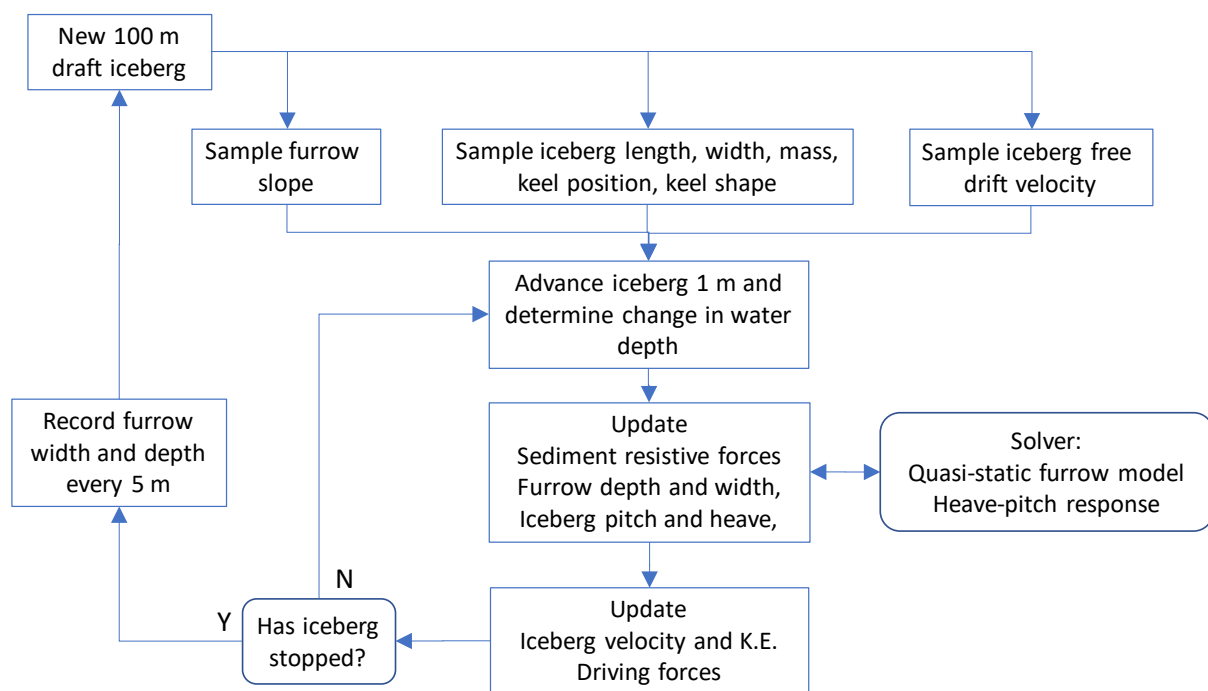 New 100 m
draft iceberg
Sample furrow
slope
Sample iceberg length, width, mass,
keel position, keel shape
Sample iceberg free
drift velocity
Advance iceberg 1 m and
determine change in water
depth
Record furrow
width and depth
every 5 m
Update
Sediment resistive forces
Furrow depth and width,
Iceberg pitch and heave,
Solver:
Quasi-static furrow model
Heave-pitch response
N
Y
Has iceberg
stopped?
Update
Iceberg velocity and K.E.
Driving forces